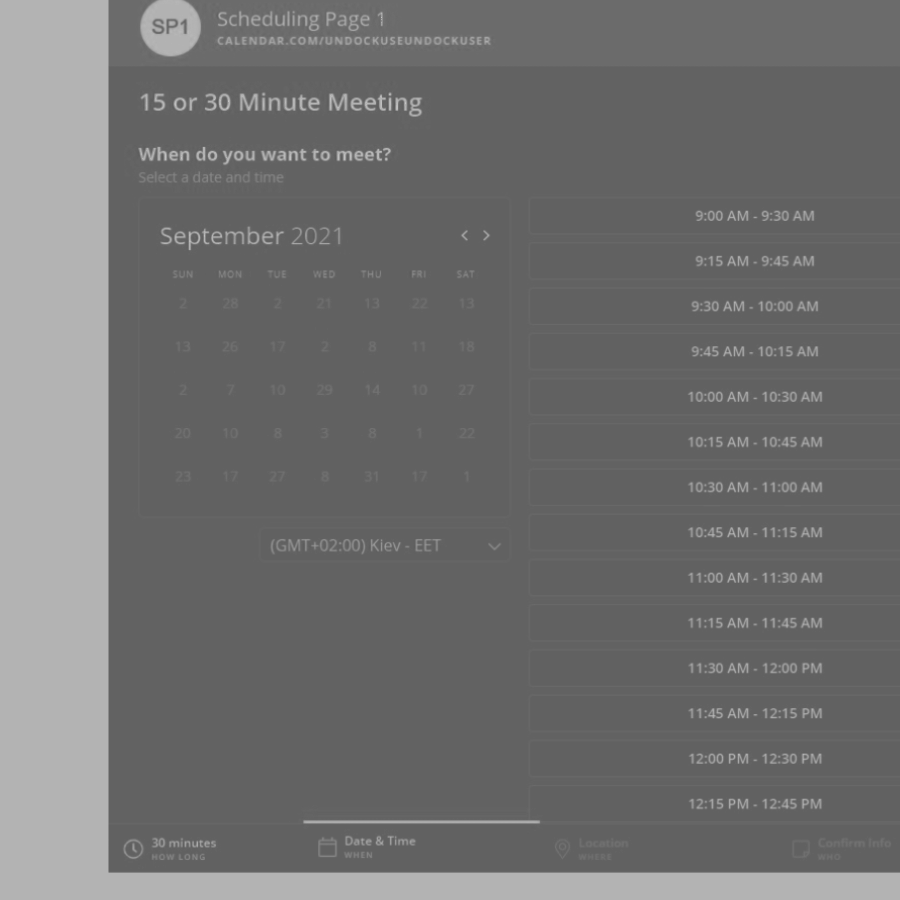 SP1
Scheduling Page 1
CALENDAR.COM/UNDOCKUSEUNDOCKUSER
15 or 30 Minute Meeting
When do you want to meet?
Select a date and time
September 2021
SUN MON TUE WED THU FRI SAT
2 28 2 21 13 22 13
13 26 17 2 8 11 18
2 7 10 29 14 10 27
20 10 8 3 8 1 22
23 17 27 8 31 17 1
(GMT+02:00) Kiev - EET
9:00 AM - 9:30 AM
9:15 AM - 9:45 AM
9:30 AM - 10:00 AM
9:45 AM - 10:15 AM
10:00 AM - 10:30 AM
10:15 AM - 10:45 AM
10:30 AM - 11:00 AM
10:45 AM - 11:15 AM
11:00 AM - 11:30 AM
11:15 AM - 11:45 AM
11:30 AM - 12:00 PM
11:45 AM - 12:15 PM
12:00 PM - 12:30 PM
12:15 PM - 12:45 PM
30 minutes
HOW LONG
Date & Time
WHEN
Location
WHERE
Confirm Info
WHO